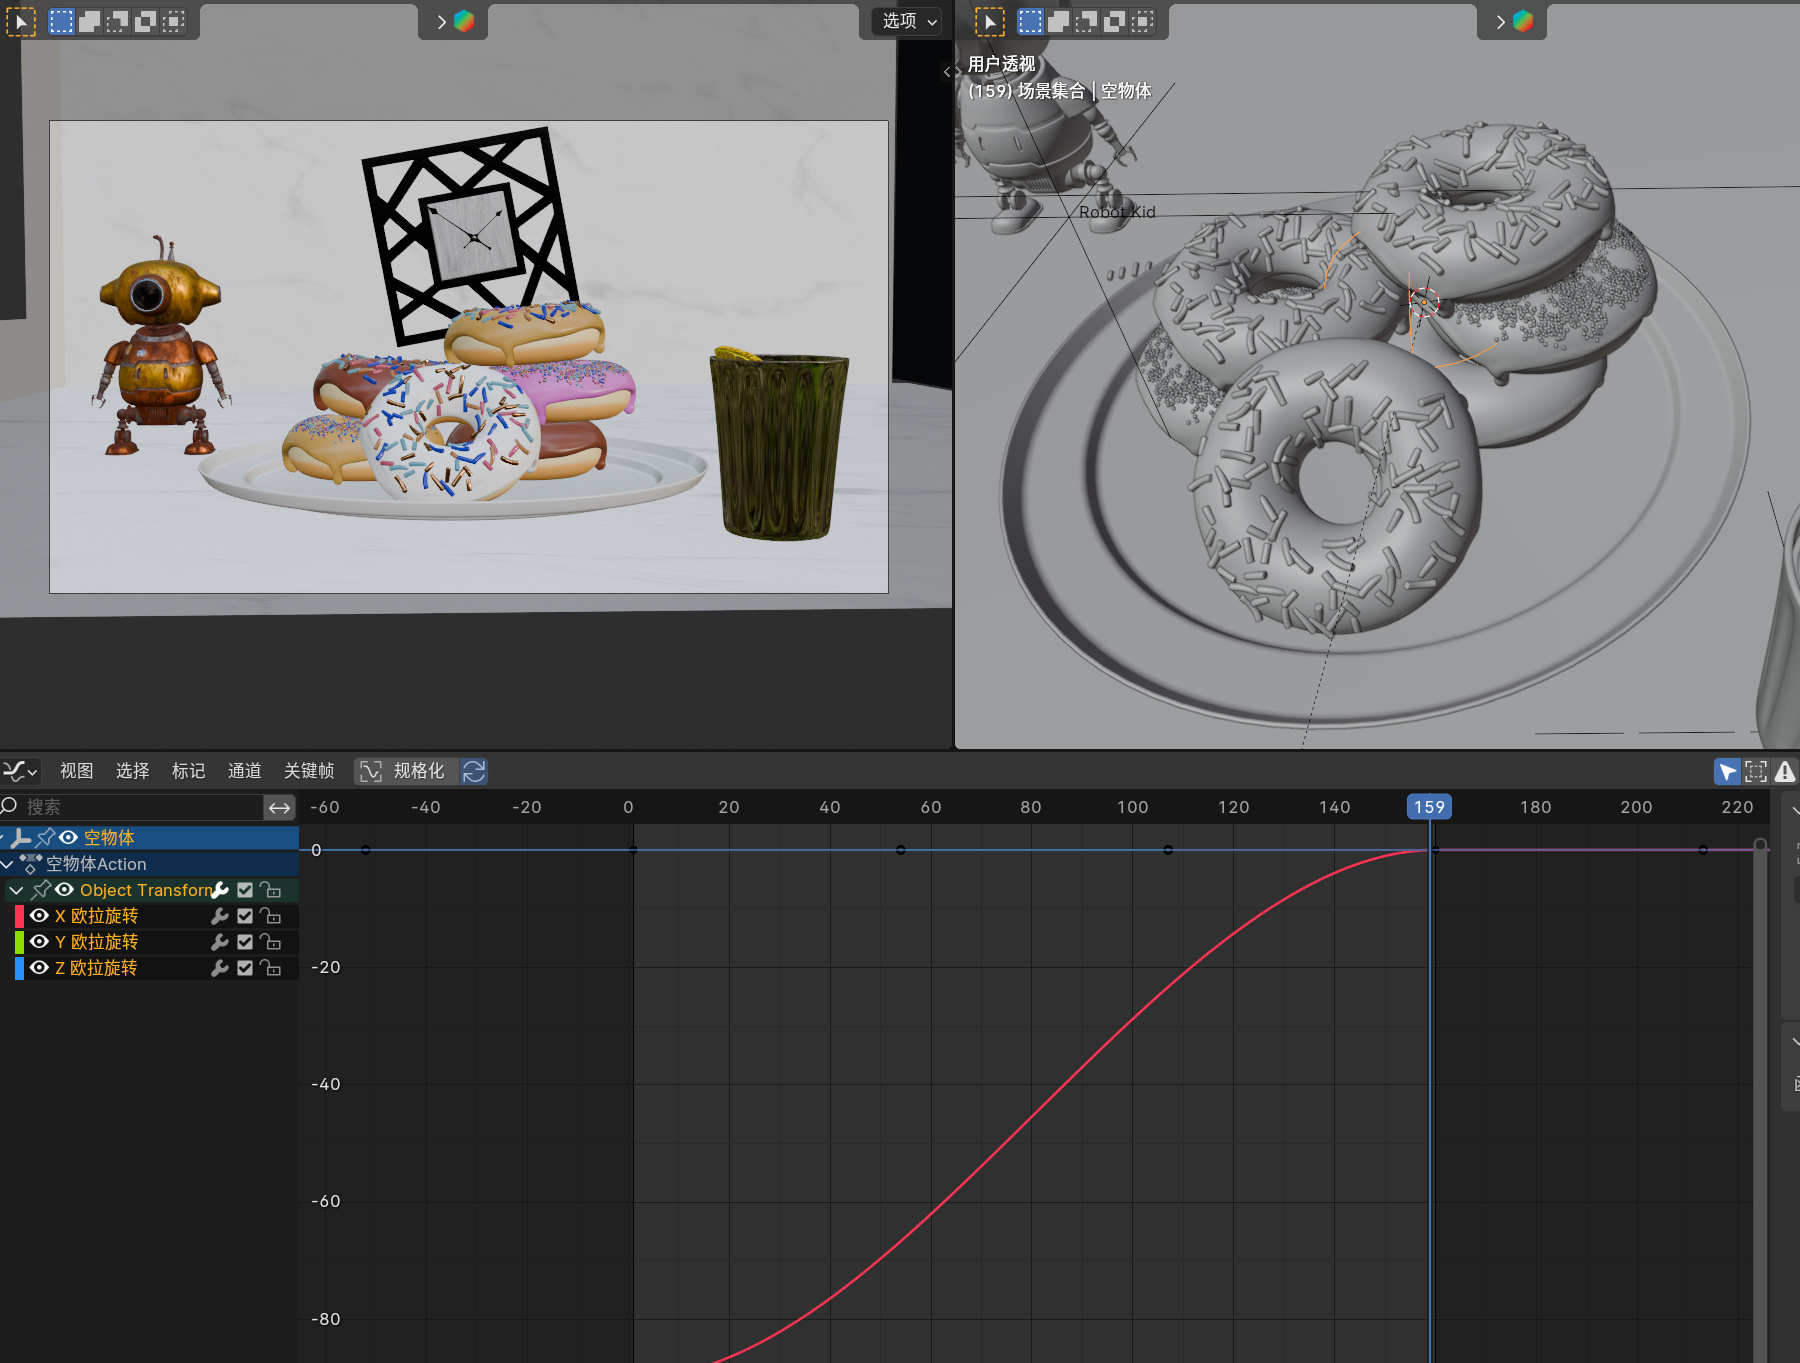 选项
用户透视
(159) 场景集合 | 空物体
Robot Kid
视图 选择 标记 通道 关键帧 规格化
搜索
-60 -40 -20 0 20 40 60 80 100 120 140 159 180 200 220
空物体
空物体Action
Object Transform
X 欧拉旋转
Y 欧拉旋转
Z 欧拉旋转
0
-20
-40
-60
-80